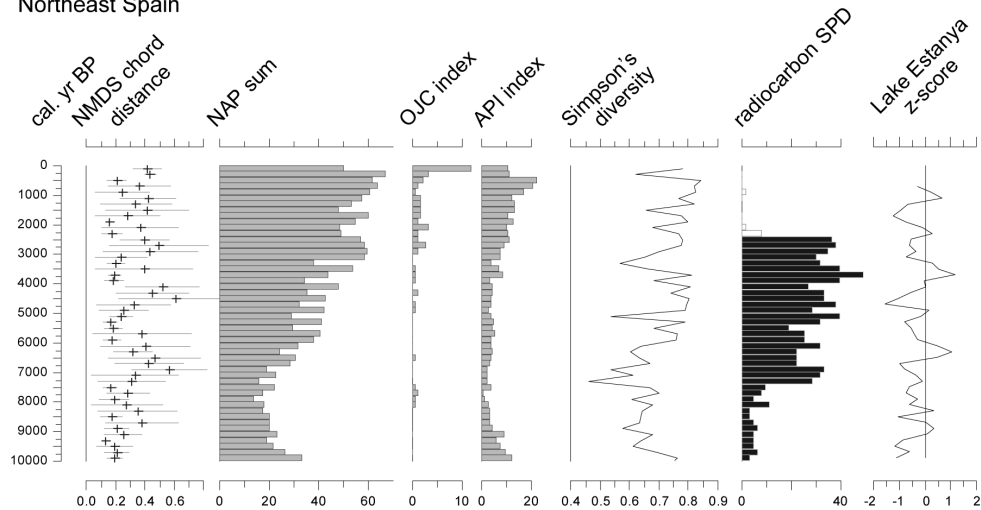 Northeast Spain
cal. yr BP
NMDS chord
distance
NAP sum
OJC index
API index
Simpson's
diversity
radiocarbon SPD
Lake Estanya
z-score
0
1000
2000
3000
4000
5000
6000
7000
8000
9000
10000
0.0 0.2 0.4 0.6 0 20 40 60 0 10 0 20 0.4 0.5 0.6 0.7 0.8 0.9 0 40 -2 -1 0 1 2